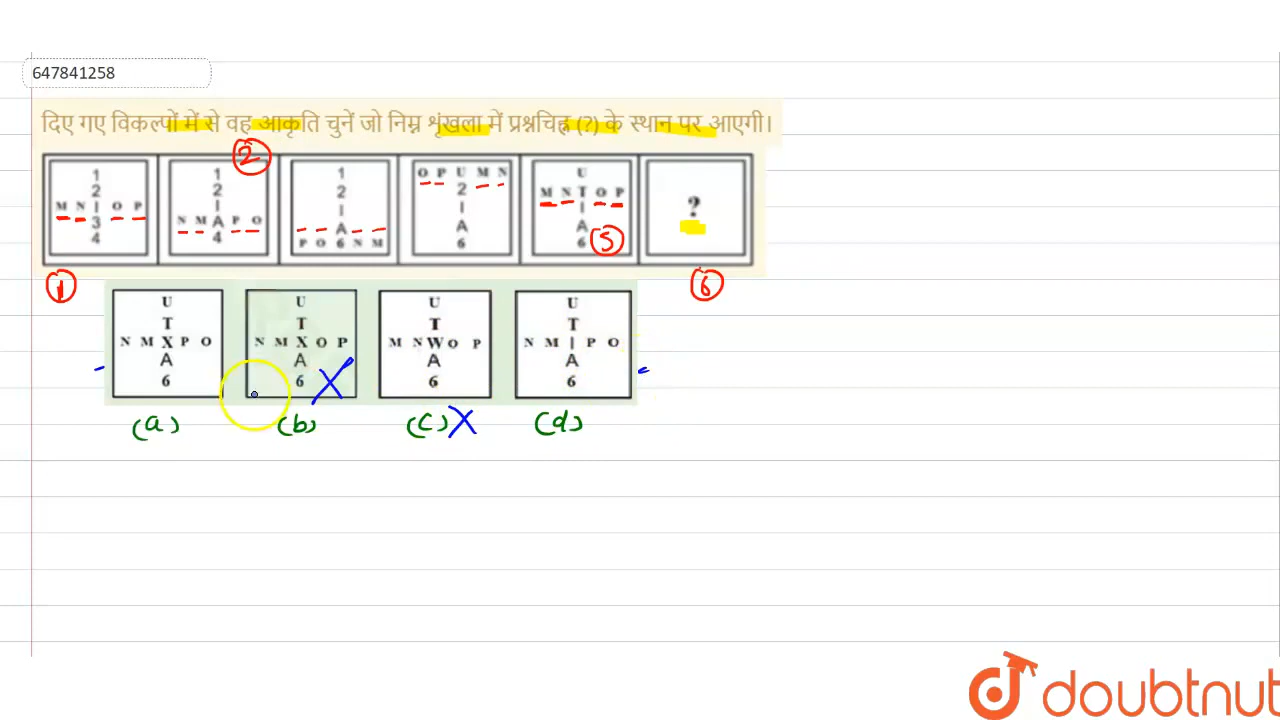 647841258
दिए गए विकल्पों में से वह आकृति चुनें जो निम्न श्रृंखला में प्रश्नचिह्न (?) के स्थान पर आएगी।
2
1 1 1 O P U M N U
2 2 2 2 M N T O P
M N I O P I I I I ?
3 N M A P O A A A
4 4 P O 6 N M 6 6 5
1 6
U U U U
T T T T
N M X P O N M X O P M N W O P N M I P O
A A A A
6 6 X 6 6
(a) (b) (c) X (d)
doubtnut